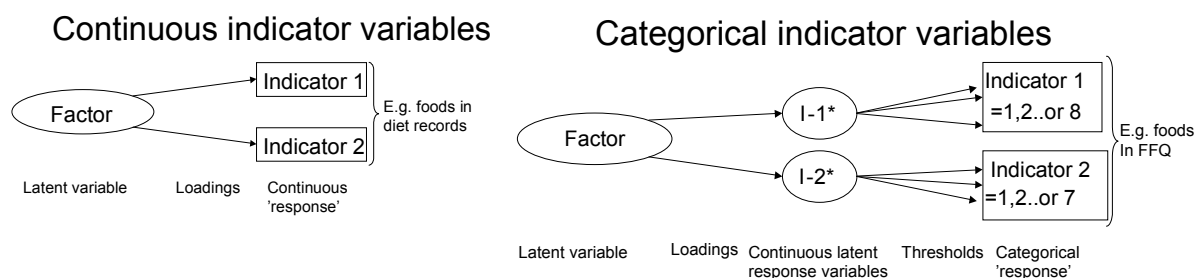 Continuous indicator variables
Factor
Indicator 1
Indicator 2
E.g. foods in
diet records
Latent variable
Loadings
Continuous
’response’
Categorical indicator variables
Factor
I-1*
I-2*
Indicator 1
=1,2..or 8
Indicator 2
=1,2..or 7
E.g. foods
In FFQ
Latent variable
Loadings
Continuous latent
response variables
Thresholds
Categorical
’response’